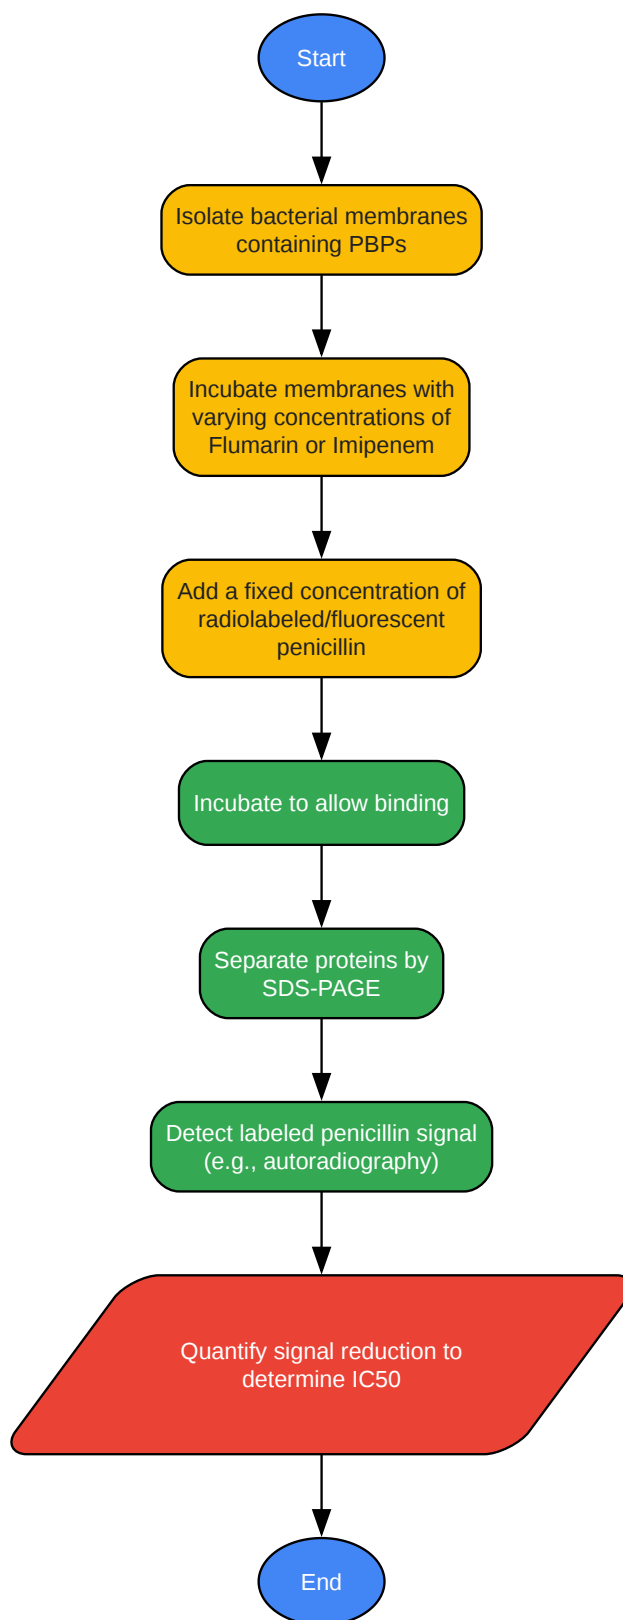 Start
Isolate bacterial membranes
containing PBPs
Incubate membranes with
varying concentrations of
Flumarin or Imipenem
Add a fixed concentration of
radiolabeled/fluorescent
penicillin
Incubate to allow binding
Separate proteins by
SDS-PAGE
Detect labeled penicillin signal
(e.g., autoradiography)
Quantify signal reduction to
determine IC50
End